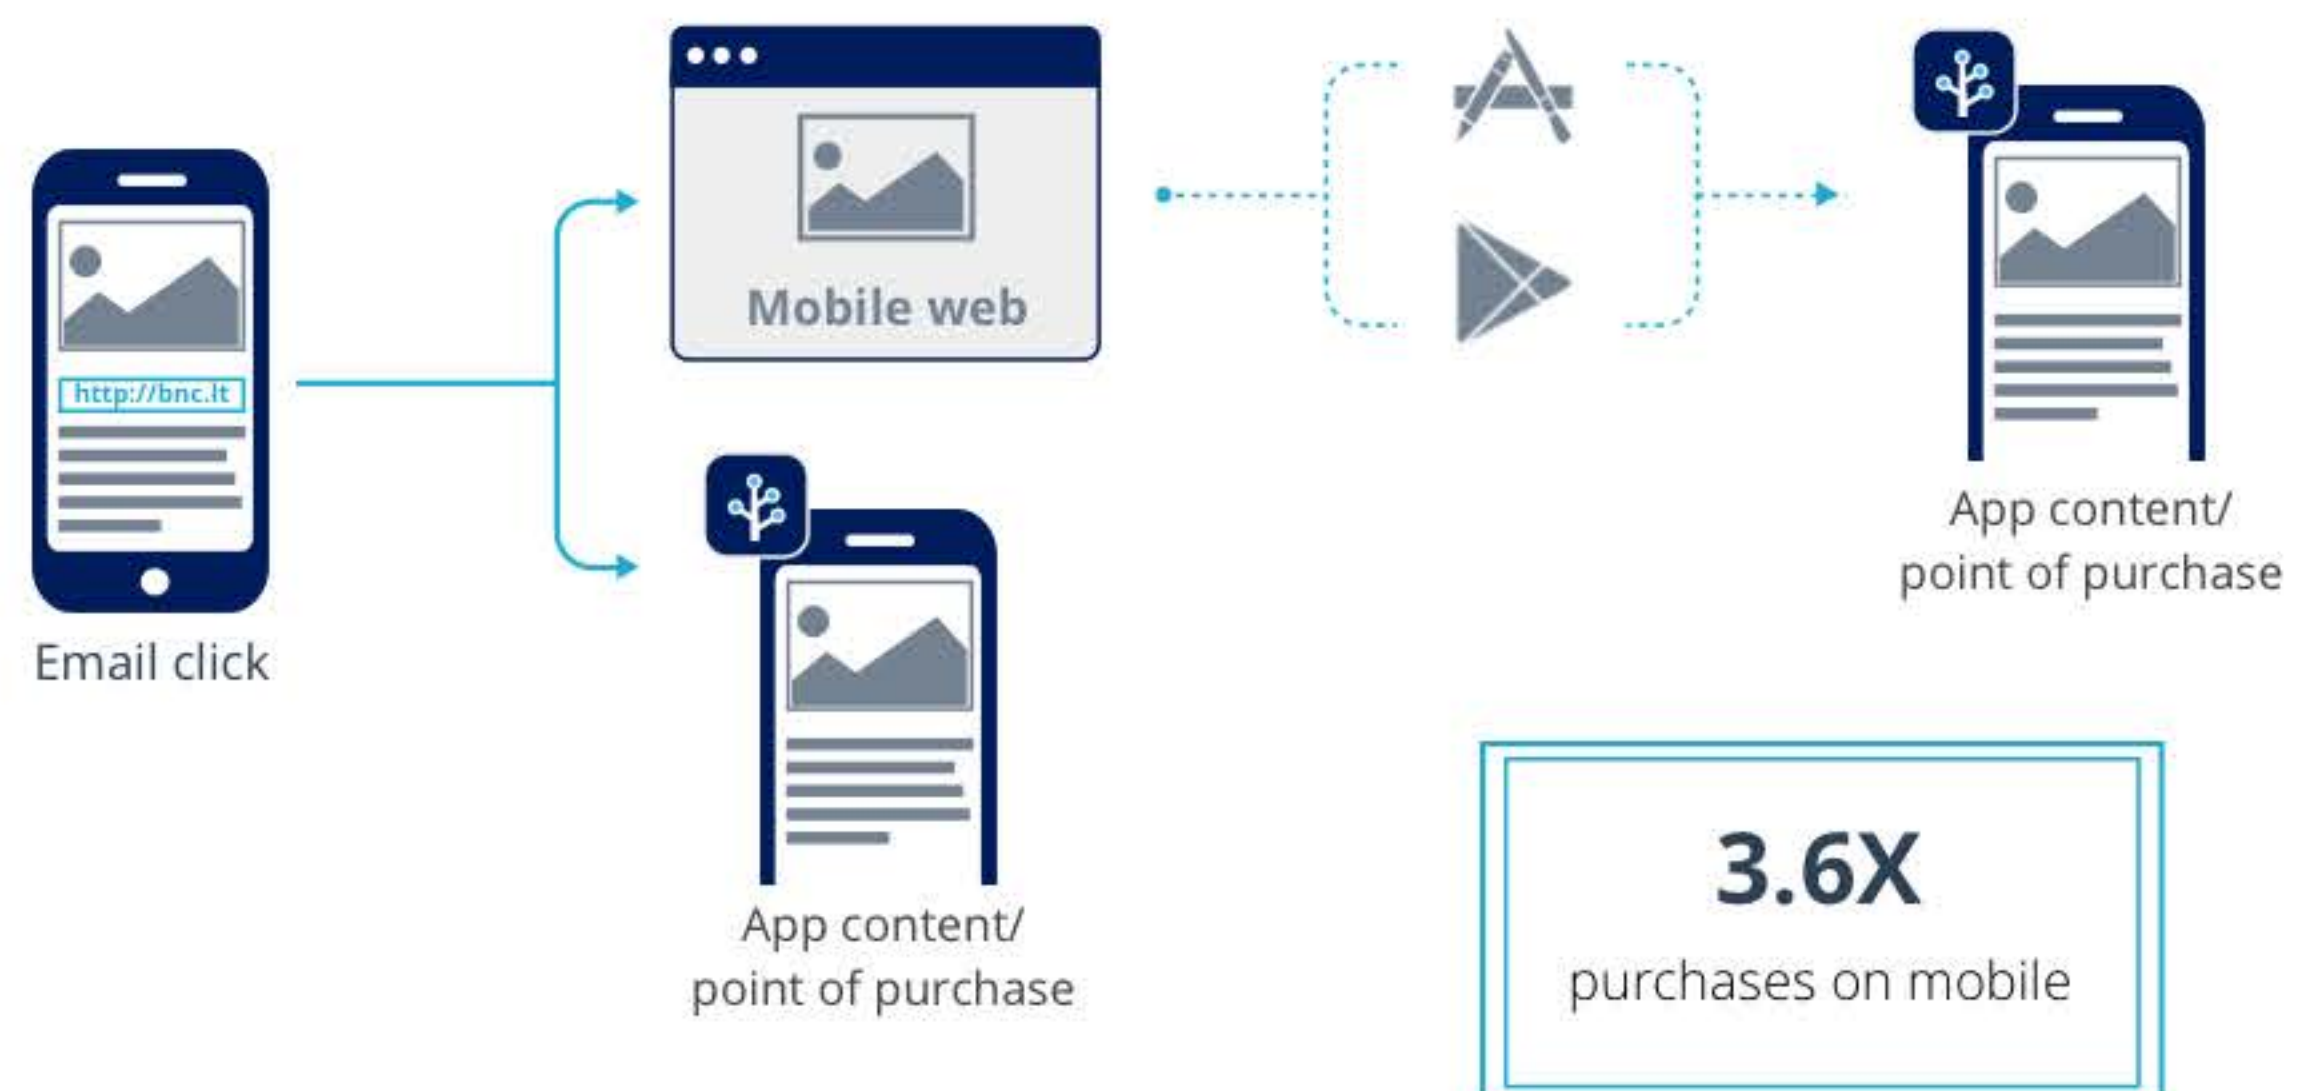 http://bnc.lt
Email click
Mobile web
App content/
point of purchase
App content/
point of purchase
3.6X
purchases on mobile